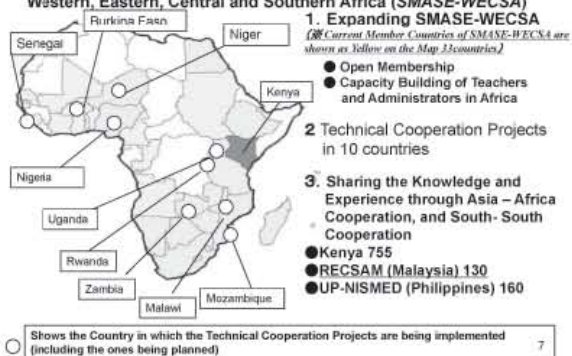 Western, Eastern, Central and Southern Africa (SMASE-WECSA)
Burkina Faso
Senegal
Niger
Kenya
Nigeria
Uganda
Rwanda
Zambia
Malawi
Mozambique
1. Expanding SMASE-WECSA
(※ Current Member Countries of SMASE-WECSA are
shown as Yellow on the Map 33countries.)
● Open Membership
● Capacity Building of Teachers
and Administrators in Africa
2 Technical Cooperation Projects
in 10 countries
3. Sharing the Knowledge and
Experience through Asia – Africa
Cooperation, and South- South
Cooperation
●Kenya 755
●RECSAM (Malaysia) 130
●UP-NISMED (Philippines) 160
Shows the Country in which the Technical Cooperation Projects are being implemented
(including the ones being planned)
7